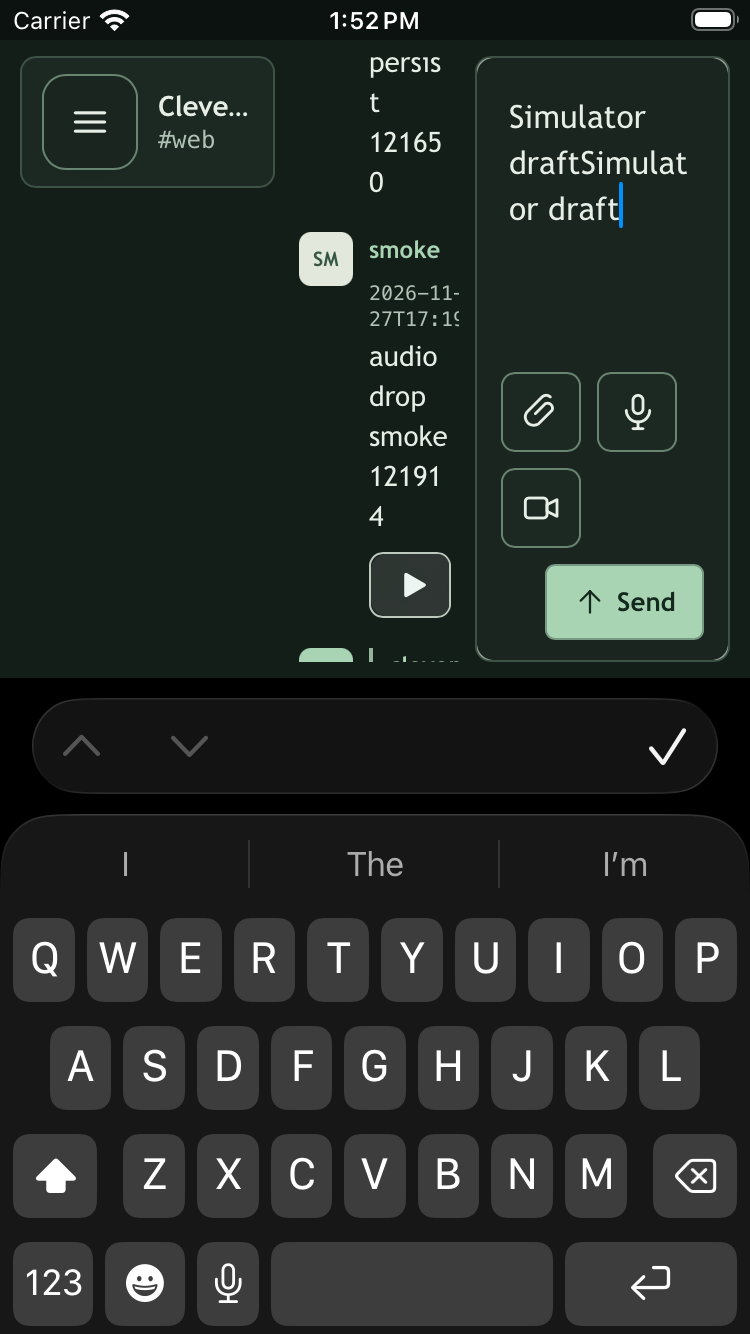 Carrier
1:52 PM
Cleve...
#web
persis
t
12165
0
SM
smoke
2026-11-
27T17:19
audio
drop
smoke
12191
4
Simulator
draftSimulat
or draft
Send
I
The
I'm
Q W E R T Y U I O P
A S D F G H J K L
Z X C V B N M
123